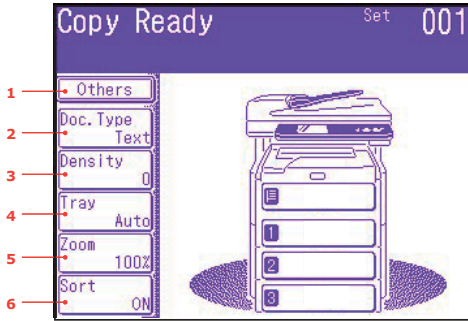 Copy Ready Set 001
1 Others
2 Doc.Type
Text
3 Density
0
4 Tray
Auto
5 Zoom
100%
6 Sort
ON
1
2
3